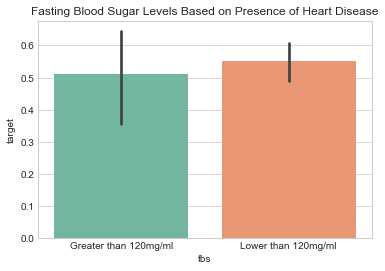 Fasting Blood Sugar Levels Based on Presence of Heart Disease
0.6
0.5
0.4
0.3
0.2
0.1
0.0
target
Greater than 120mg/ml
Lower than 120mg/ml
fbs